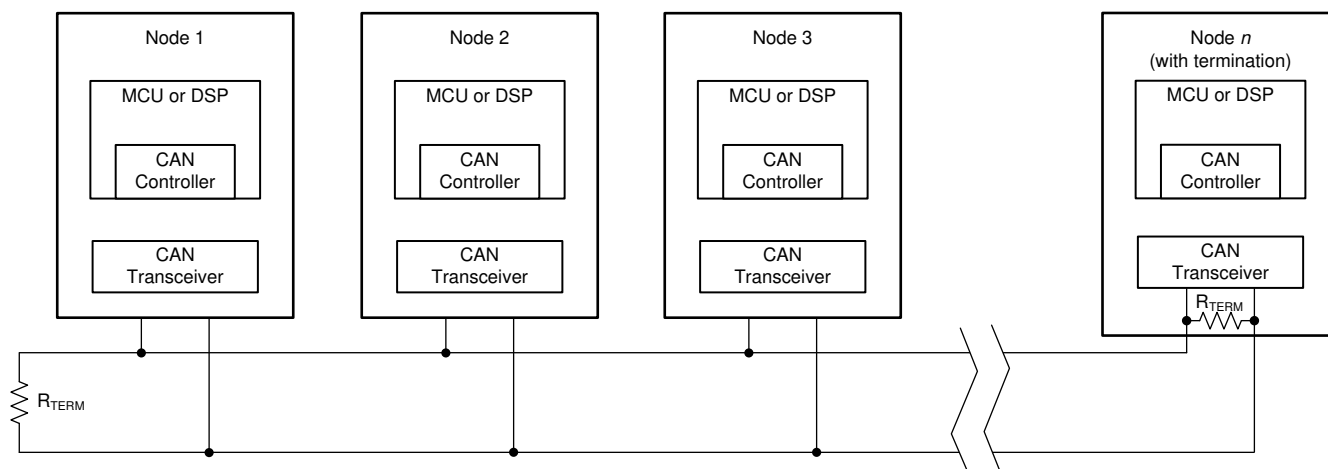 Node 1
MCU or DSP
CAN
Controller
CAN
Transceiver
Node 2
MCU or DSP
CAN
Controller
CAN
Transceiver
Node 3
MCU or DSP
CAN
Controller
CAN
Transceiver
Node n
(with termination)
MCU or DSP
CAN
Controller
CAN
Transceiver
RTERM
RTERM